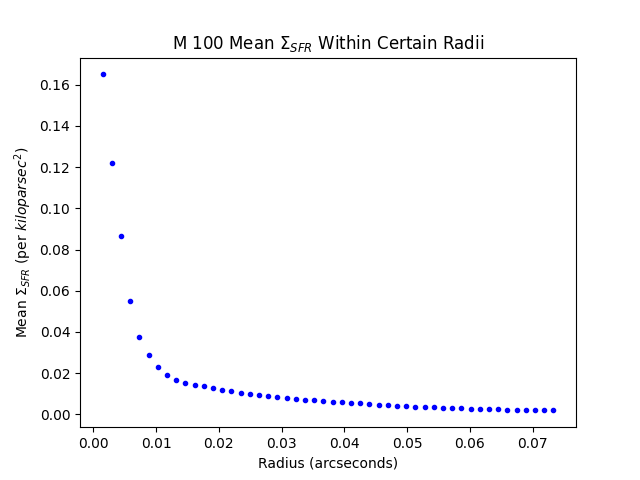 M 100 Mean Σ_SFR Within Certain Radii
Mean Σ_SFR (per kiloparsec²)
0.16
0.14
0.12
0.10
0.08
0.06
0.04
0.02
0.00
0.00 0.01 0.02 0.03 0.04 0.05 0.06 0.07
Radius (arcseconds)